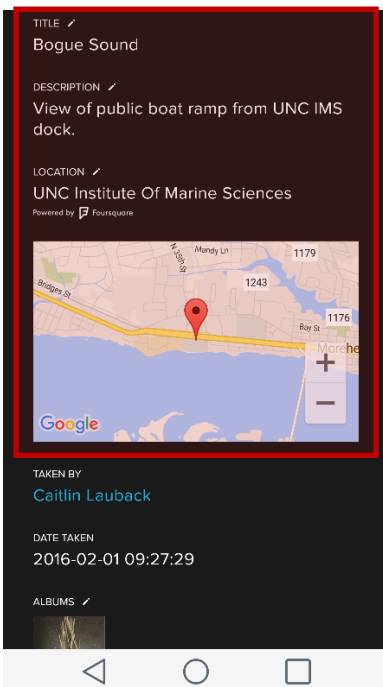 TITLE
Bogue Sound
DESCRIPTION
View of public boat ramp from UNC IMS
dock.
LOCATION
UNC Institute Of Marine Sciences
Powered by Foursquare
N 35th St
Mandy Ln
1179
Bridges St
1243
1176
Bay St
Morehe
+
−
Google
TAKEN BY
Caitlin Lauback
DATE TAKEN
2016-02-01 09:27:29
ALBUMS